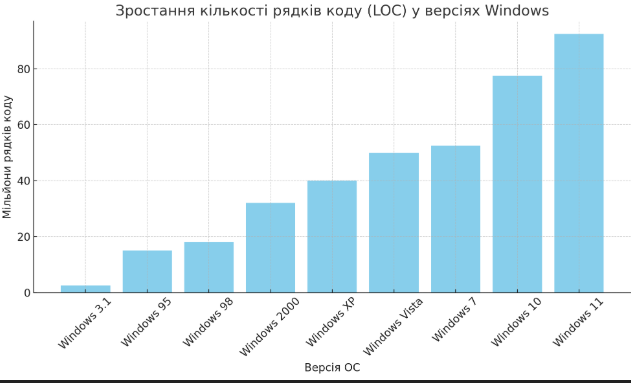 Зростання кількості рядків коду (LOC) у версіях Windows
Мільйони рядків коду
80
60
40
20
0
Windows 3.1
Windows 95
Windows 98
Windows 2000
Windows XP
Windows Vista
Windows 7
Windows 10
Windows 11
Версія ОС